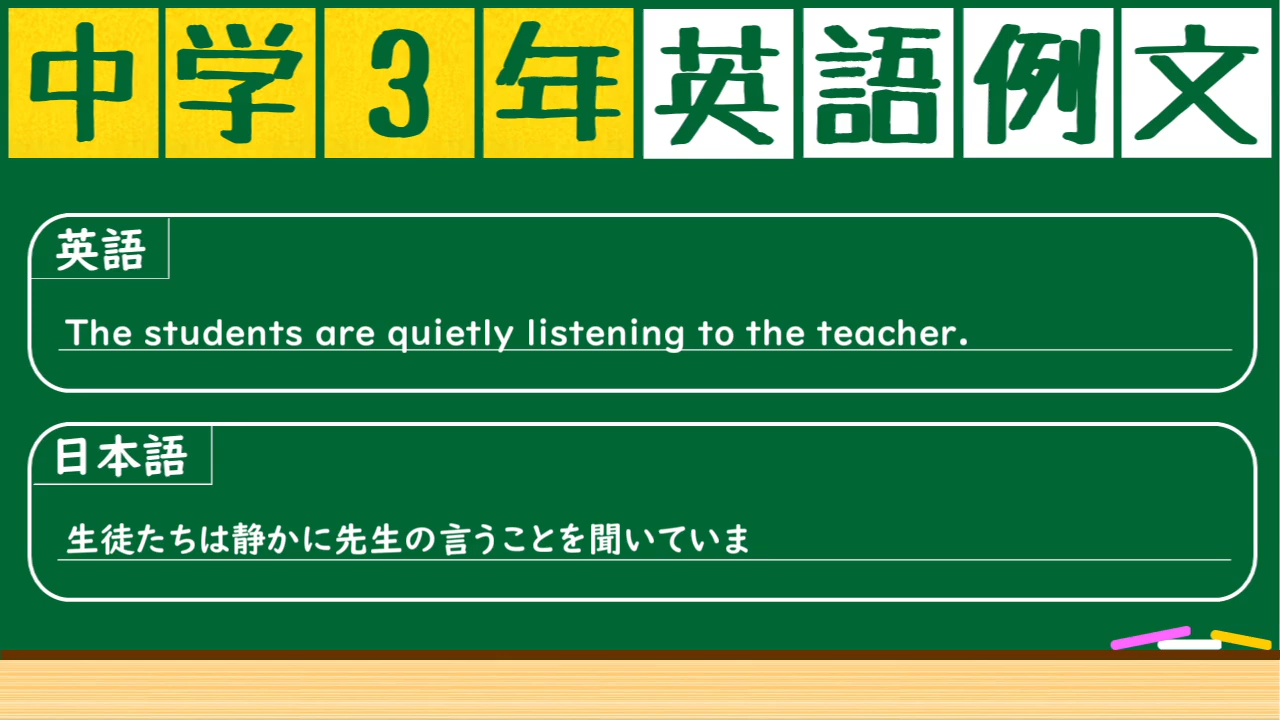 中学3年英語例文
英語
The students are quietly listening to the teacher.
日本語
生徒たちは静かに先生の言うことを聞いていま